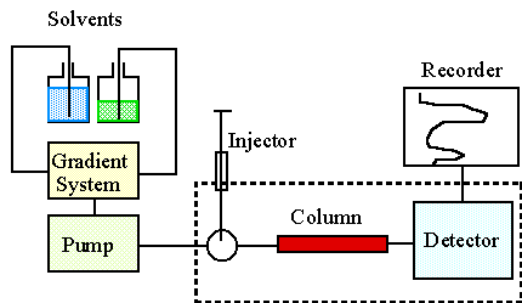 Solvents
Recorder
Injector
Gradient
System
Column
Pump
Detector